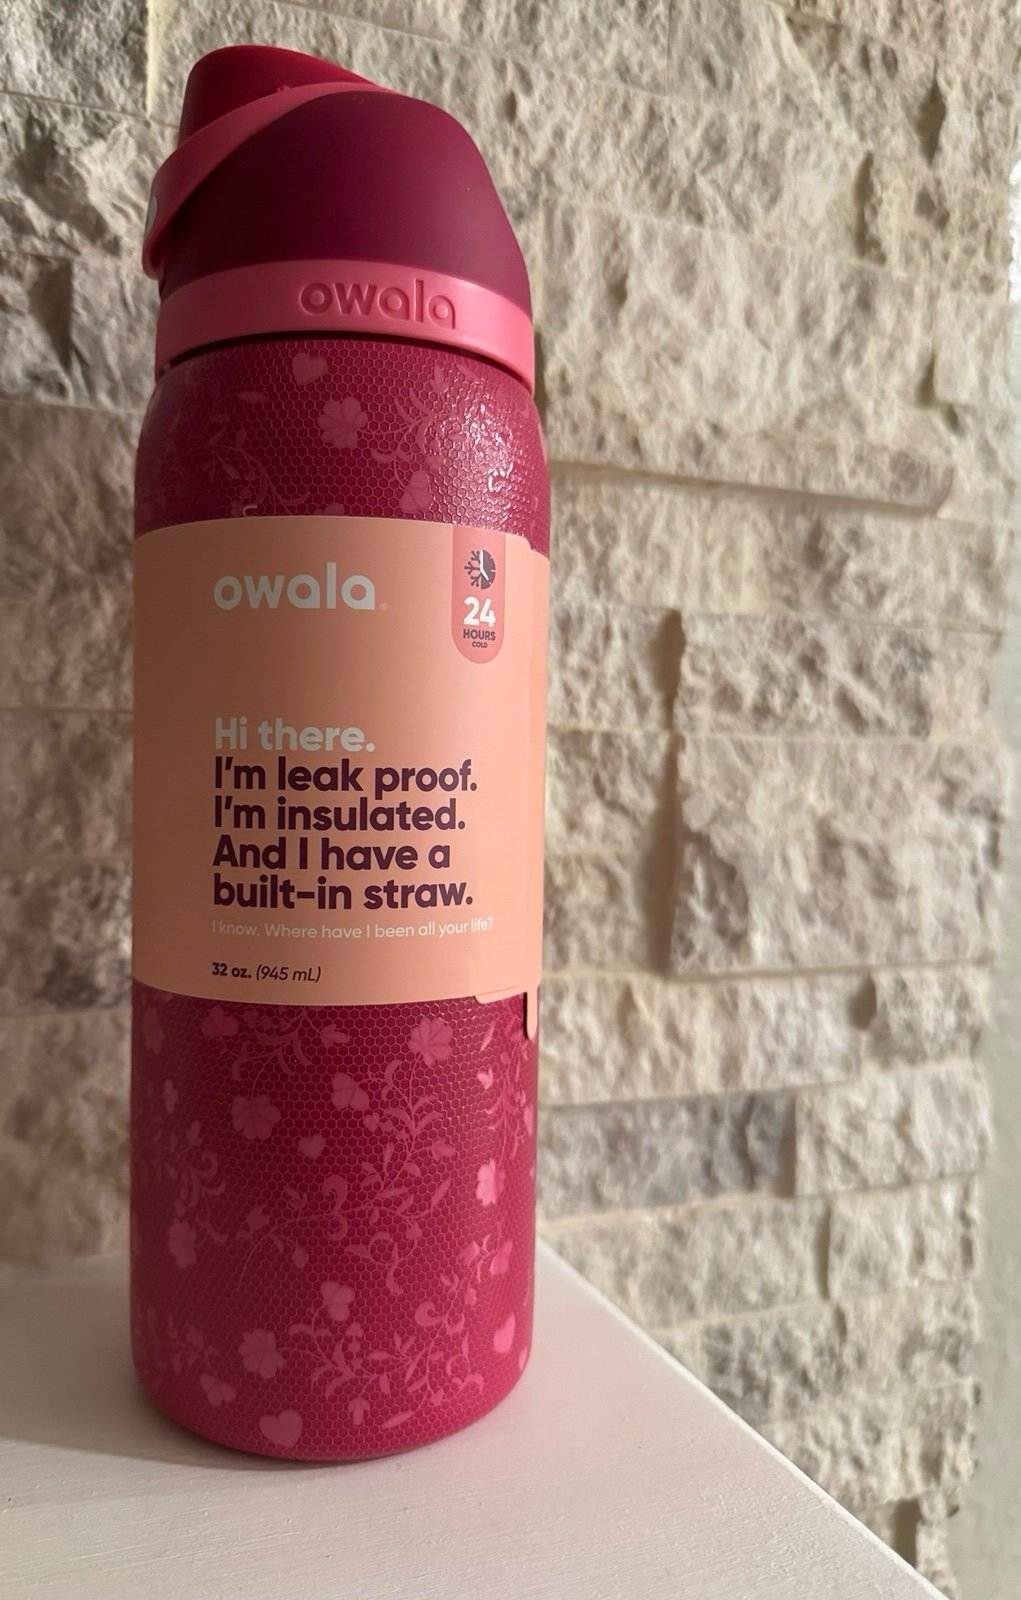 owala
owala®
24
HOURS
COLD
Hi there.
I'm leak proof.
I'm insulated.
And I have a
built-in straw.
I know. Where have I been all your life?
32 oz. (945 mL)